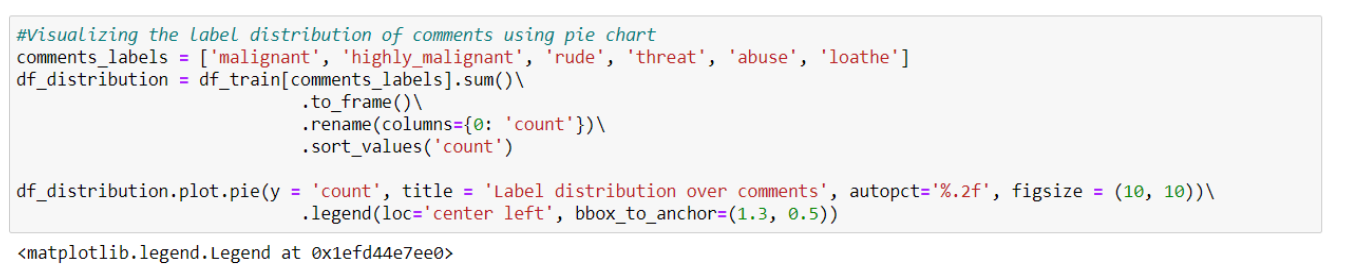 #Visualizing the label distribution of comments using pie chart
comments_labels = ['malignant', 'highly_malignant', 'rude', 'threat', 'abuse', 'loathe']
df_distribution = df_train[comments_labels].sum()\
.to_frame()\
.rename(columns={0: 'count'})\
.sort_values('count')
df_distribution.plot.pie(y = 'count', title = 'Label distribution over comments', autopct='%.2f', figsize = (10, 10))\
.legend(loc='center left', bbox_to_anchor=(1.3, 0.5))
<matplotlib.legend.Legend at 0x1efd44e7ee0>